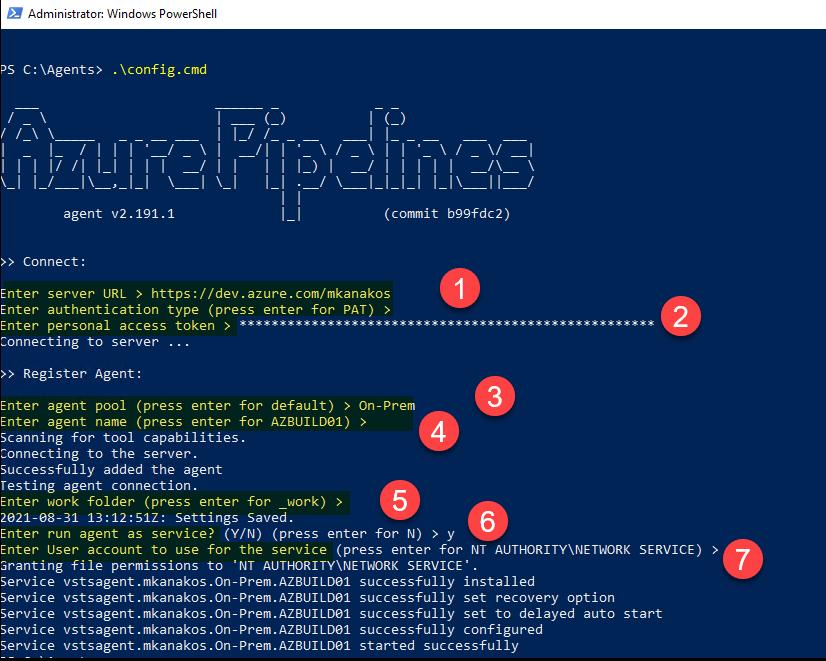 Administrator: Windows PowerShell
PS C:\Agents> .\config.cmd
Azure Pipelines
agent v2.191.1 (commit b99fdc2)
>> Connect:
Enter server URL > https://dev.azure.com/mkanakos
1
Enter authentication type (press enter for PAT) >
Enter personal access token > ****************************************************
2
Connecting to server ...
>> Register Agent:
3
Enter agent pool (press enter for default) > On-Prem
Enter agent name (press enter for AZBUILD01) >
4
Scanning for tool capabilities.
Connecting to the server.
Successfully added the agent
Testing agent connection.
Enter work folder (press enter for _work) >
5
2021-08-31 13:12:51Z: Settings Saved.
6
Enter run agent as service? (Y/N) (press enter for N) > y
Enter User account to use for the service (press enter for NT AUTHORITY\NETWORK SERVICE) >
7
Granting file permissions to 'NT AUTHORITY\NETWORK SERVICE'.
Service vstsagent.mkanakos.On-Prem.AZBUILD01 successfully installed
Service vstsagent.mkanakos.On-Prem.AZBUILD01 successfully set recovery option
Service vstsagent.mkanakos.On-Prem.AZBUILD01 successfully set to delayed auto start
Service vstsagent.mkanakos.On-Prem.AZBUILD01 successfully configured
Service vstsagent.mkanakos.On-Prem.AZBUILD01 started successfully